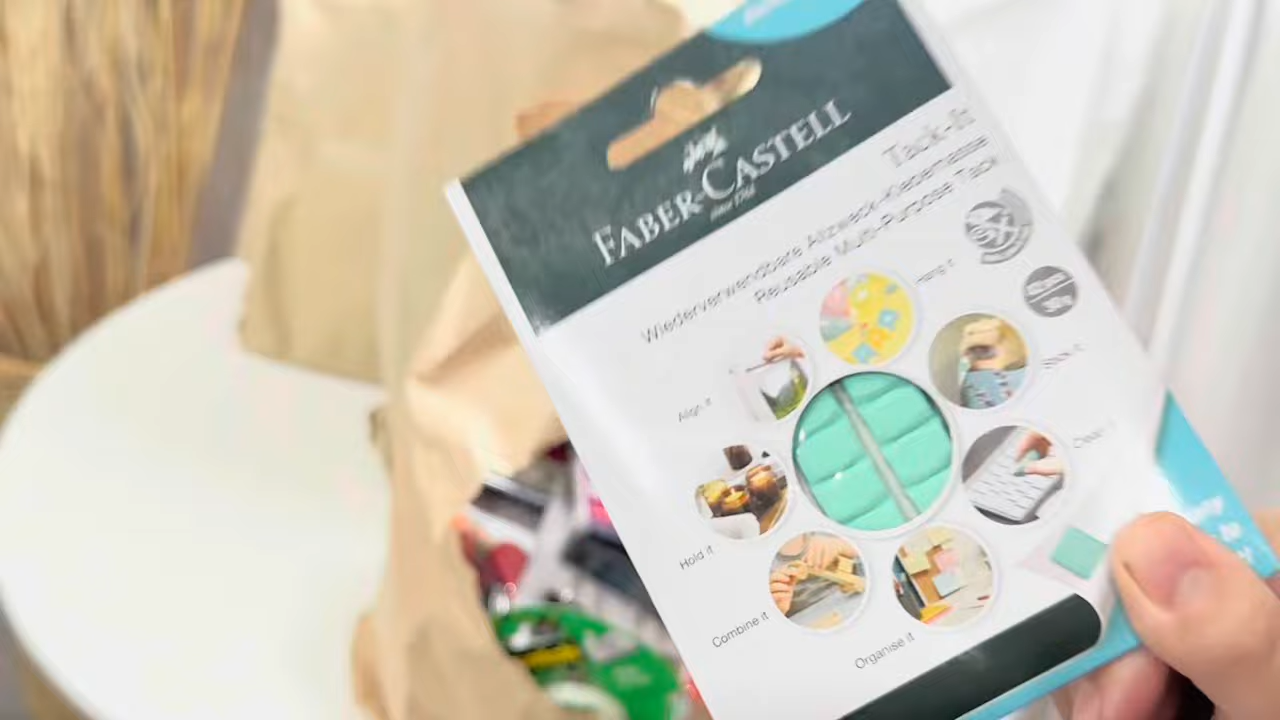 FABER-CASTELL
since 1761
Tack-It
Wiederverwendbare Allzweck-Klebemasse
Reusable Multi-Purpose Tack
Hang it
Align it
Stick it
Clean it
Hold it
Combine it
Organise it